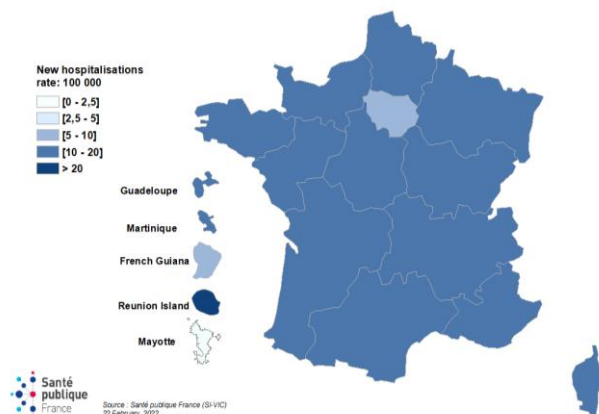 New hospitalisations
rate: 100 000
[0 - 2,5]
[2,5 - 5]
[5 - 10]
[10 - 20]
> 20
Guadeloupe
Martinique
French Guiana
Reunion Island
Mayotte
Santé
publique
France
Source : Santé publique France (SI-VIC)
22 February, 2022